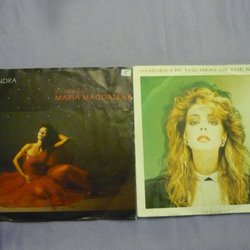 NDRA
MARIA MAGDALENA
SANDRA • IN THE HEAT OF THE N